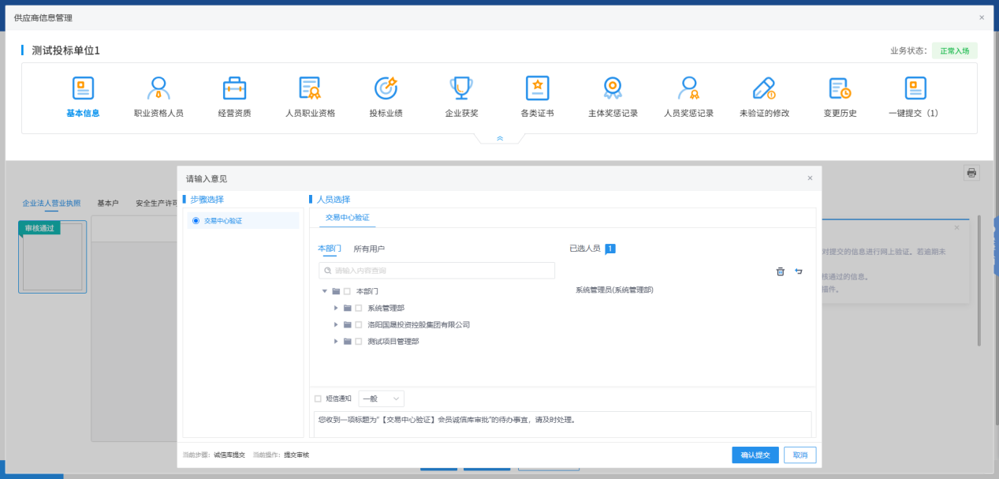 供应商信息管理
测试投标单位1
业务状态：
正常入场
基本信息
职业资格人员
经营资质
人员职业资格
投标业绩
企业获奖
各类证书
主体奖惩记录
人员奖惩记录
未验证的修改
变更历史
一键提交（1）
请输入意见
步骤选择
人员选择
企业法人营业执照
基本户
安全生产许可
交易中心验证
交易中心验证
审核通过
本部门
所有用户
已选人员 1
对提交的信息进行网上验证。若逾期未
请输入内容查询
核通过的信息。
描件。
本部门
系统管理员(系统管理部)
系统管理部
洛阳国晟投资控股集团有限公司
测试项目管理部
短信通知
一般
您收到一项标题为"【交易中心验证】会员诚信库审批"的待办事宜，请及时处理。
当前步骤：诚信库提交 当前操作：提交审核
确认提交
取消